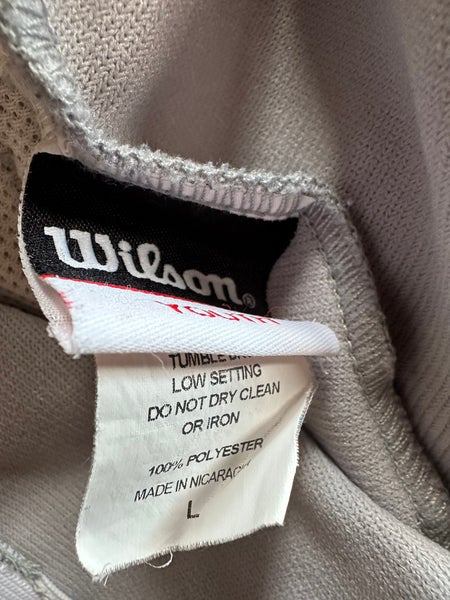 Wilson®
YOUTH
TUMBLE DRY
LOW SETTING
DO NOT DRY CLEAN
OR IRON
100% POLYESTER
MADE IN NICARAGUA
L